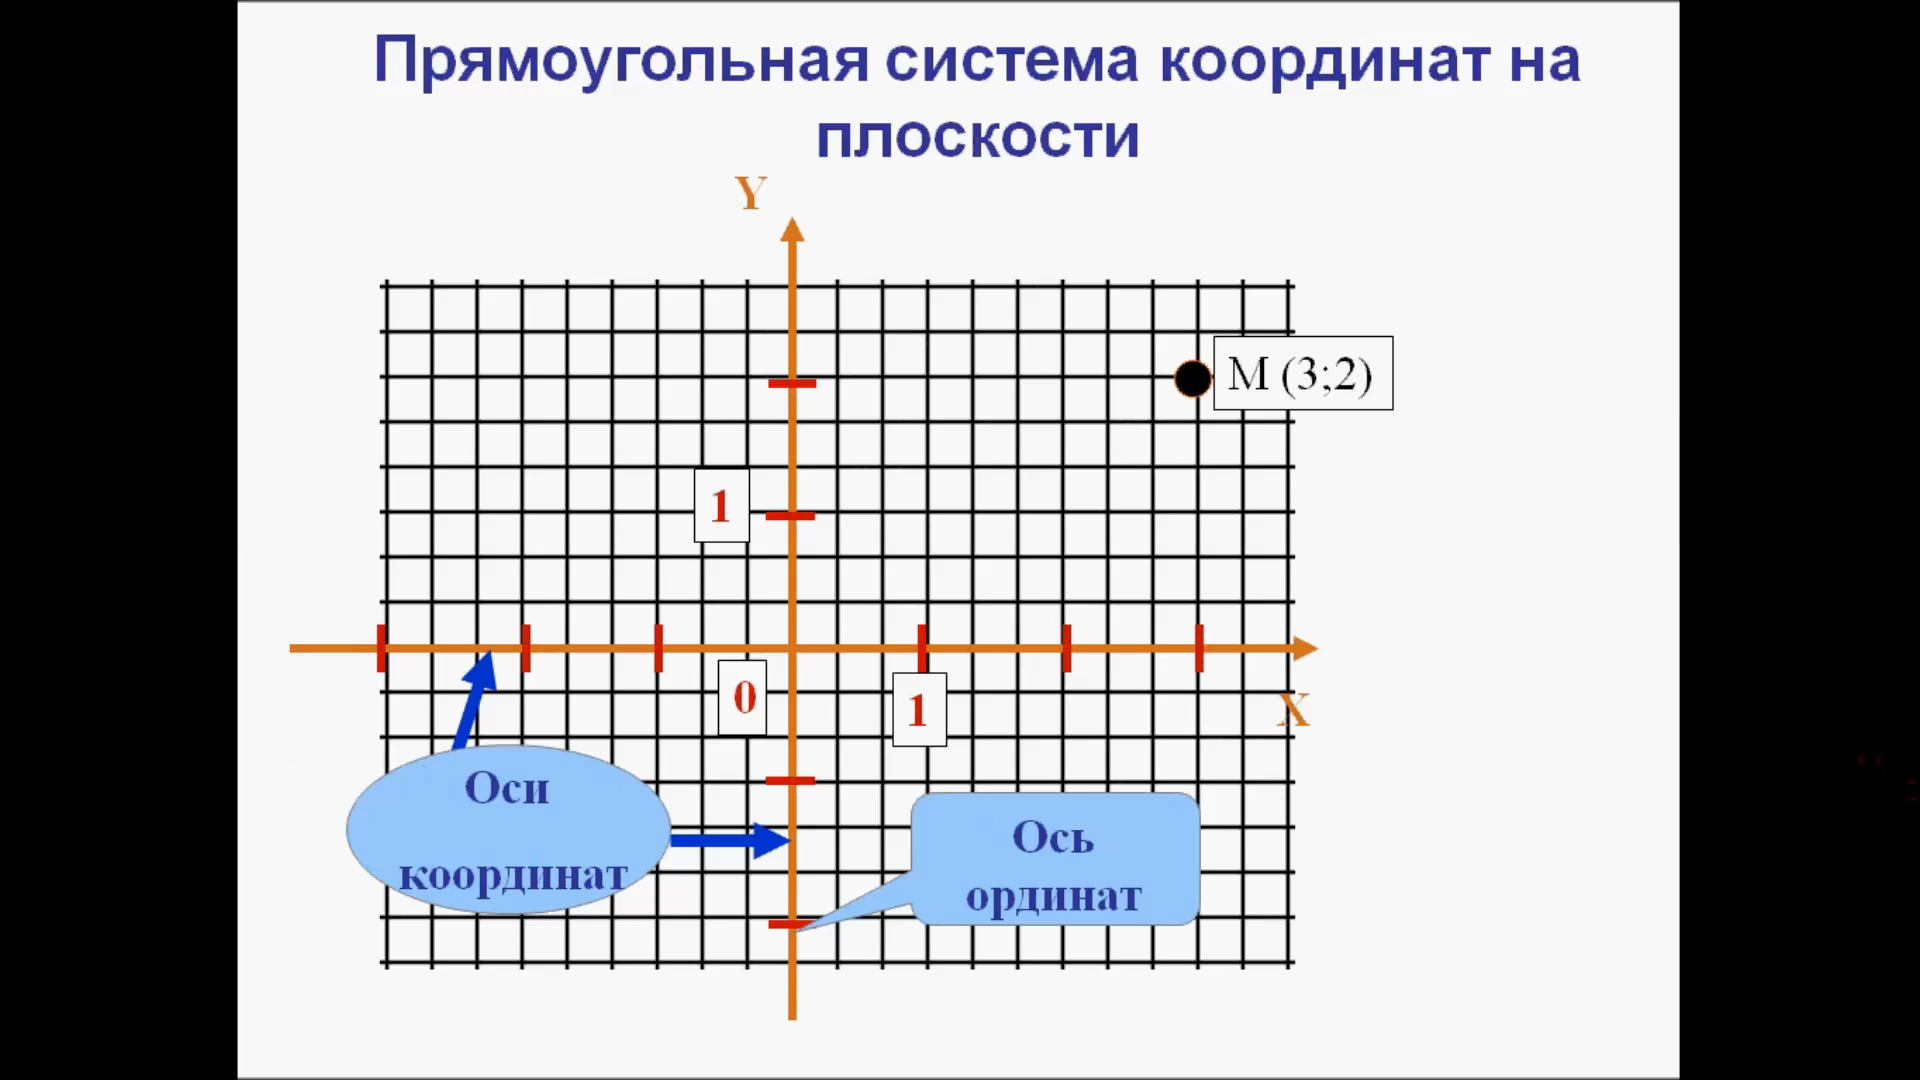 Прямоугольная система координат на
плоскости
Y
М (3;2)
1
0
1
X
Оси
координат
Ось
ординат